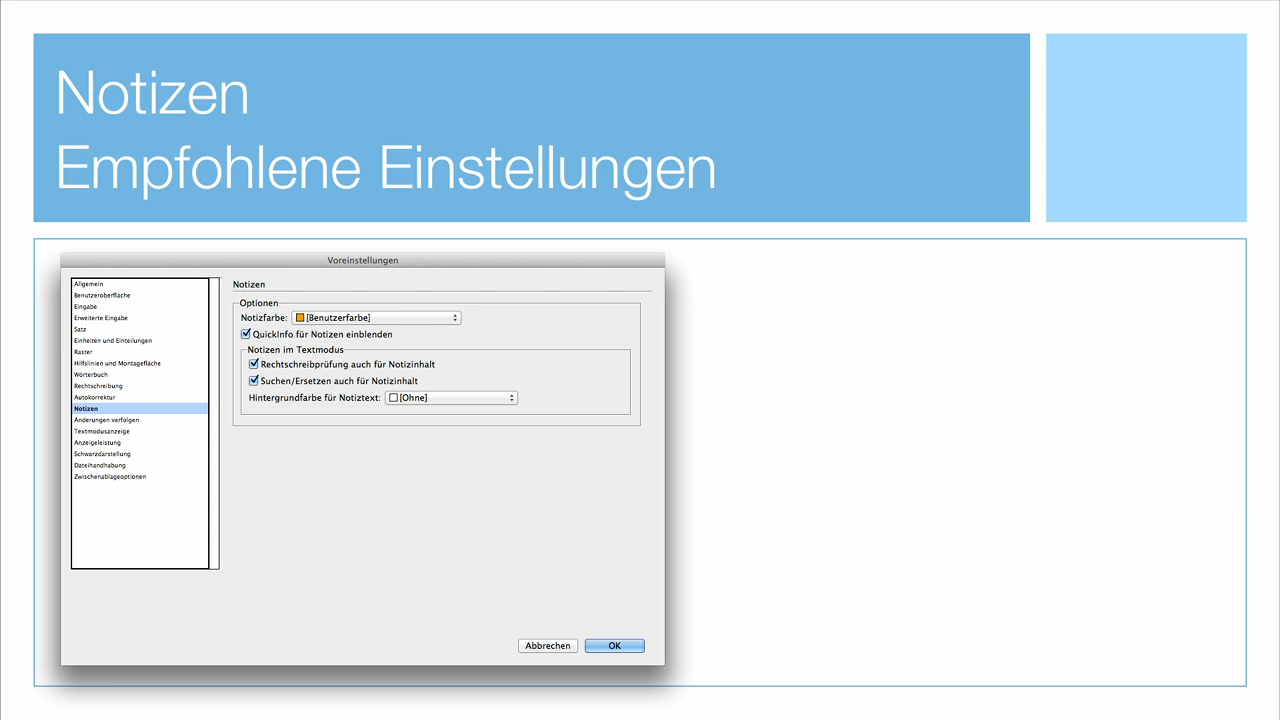 Notizen
Empfohlene Einstellungen
Voreinstellungen
Allgemein
Benutzeroberfläche
Eingabe
Erweiterte Eingabe
Satz
Einheiten und Einteilungen
Raster
Hilfslinien und Montagefläche
Wörterbuch
Rechtschreibung
Autokorrektur
Notizen
Änderungen verfolgen
Textmodusanzeige
Anzeigeleistung
Schwarzdarstellung
Dateihandhabung
Zwischenablageoptionen
Notizen
Optionen
Notizfarbe: [Benutzerfarbe]
QuickInfo für Notizen einblenden
Notizen im Textmodus
Rechtschreibprüfung auch für Notizinhalt
Suchen/Ersetzen auch für Notizinhalt
Hintergrundfarbe für Notiztext: [Ohne]
Abbrechen OK